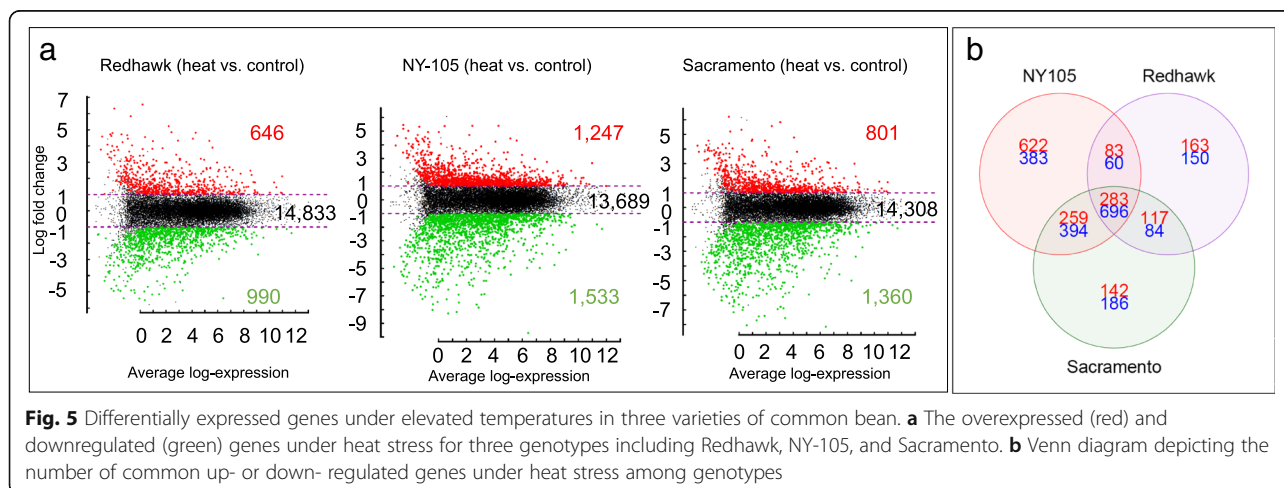 a
Redhawk (heat vs. control)
NY-105 (heat vs. control)
Sacramento (heat vs. control)
Log fold change
7
5
3
1
0
-1
-3
-5
646
14,833
990
0 2 4 6 8 10 12
Average log-expression
5
3
1
0
-1
-3
-5
-7
-9
1,247
13,689
1,533
0 2 4 6 8 10 12
Average log-expression
5
3
1
0
-1
-3
-5
-7
801
14,308
1,360
0 2 4 6 8 10 12
Average log-expression
b
NY105
Redhawk
622
383
83
60
163
150
283
696
259
394
117
84
142
186
Sacramento
Fig. 5 Differentially expressed genes under elevated temperatures in three varieties of common bean. a The overexpressed (red) and
downregulated (green) genes under heat stress for three genotypes including Redhawk, NY-105, and Sacramento. b Venn diagram depicting the
number of common up- or down- regulated genes under heat stress among genotypes